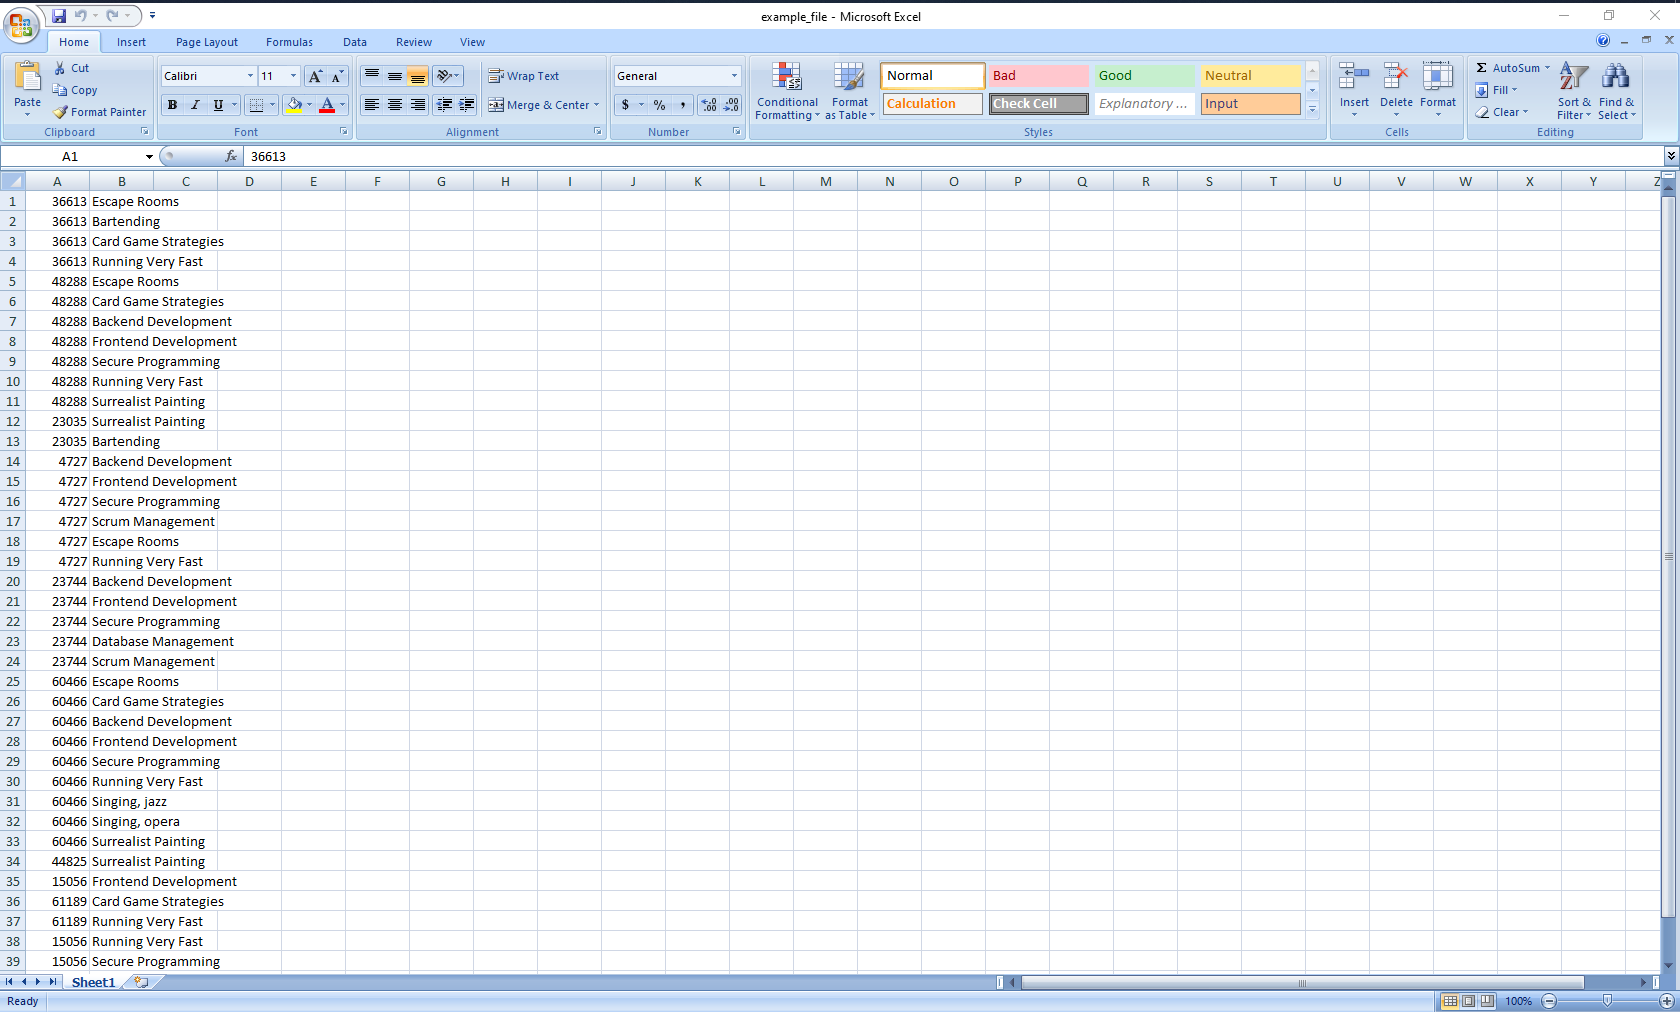 example_file - Microsoft Excel
Home Insert Page Layout Formulas Data Review View
Paste
Cut
Copy
Format Painter
Clipboard
Calibri 11 A A
B I U A
Font
Wrap Text
Merge & Center
Alignment
General
$ % , .00 .00
Number
Conditional Formatting
Format as Table
Normal Bad Good Neutral
Calculation Check Cell Explanatory ... Input
Styles
Insert Delete Format
Cells
Σ AutoSum
Fill
Clear
Sort & Filter
Find & Select
Editing
A1 fx 36613
A B C D E F G H I J K L M N O P Q R S T U V W X Y Z
1 36613 Escape Rooms
2 36613 Bartending
3 36613 Card Game Strategies
4 36613 Running Very Fast
5 48288 Escape Rooms
6 48288 Card Game Strategies
7 48288 Backend Development
8 48288 Frontend Development
9 48288 Secure Programming
10 48288 Running Very Fast
11 48288 Surrealist Painting
12 23035 Surrealist Painting
13 23035 Bartending
14 4727 Backend Development
15 4727 Frontend Development
16 4727 Secure Programming
17 4727 Scrum Management
18 4727 Escape Rooms
19 4727 Running Very Fast
20 23744 Backend Development
21 23744 Frontend Development
22 23744 Secure Programming
23 23744 Database Management
24 23744 Scrum Management
25 60466 Escape Rooms
26 60466 Card Game Strategies
27 60466 Backend Development
28 60466 Frontend Development
29 60466 Secure Programming
30 60466 Running Very Fast
31 60466 Singing, jazz
32 60466 Singing, opera
33 60466 Surrealist Painting
34 44825 Surrealist Painting
35 15056 Frontend Development
36 61189 Card Game Strategies
37 61189 Running Very Fast
38 15056 Running Very Fast
39 15056 Secure Programming
Sheet1
Ready 100%